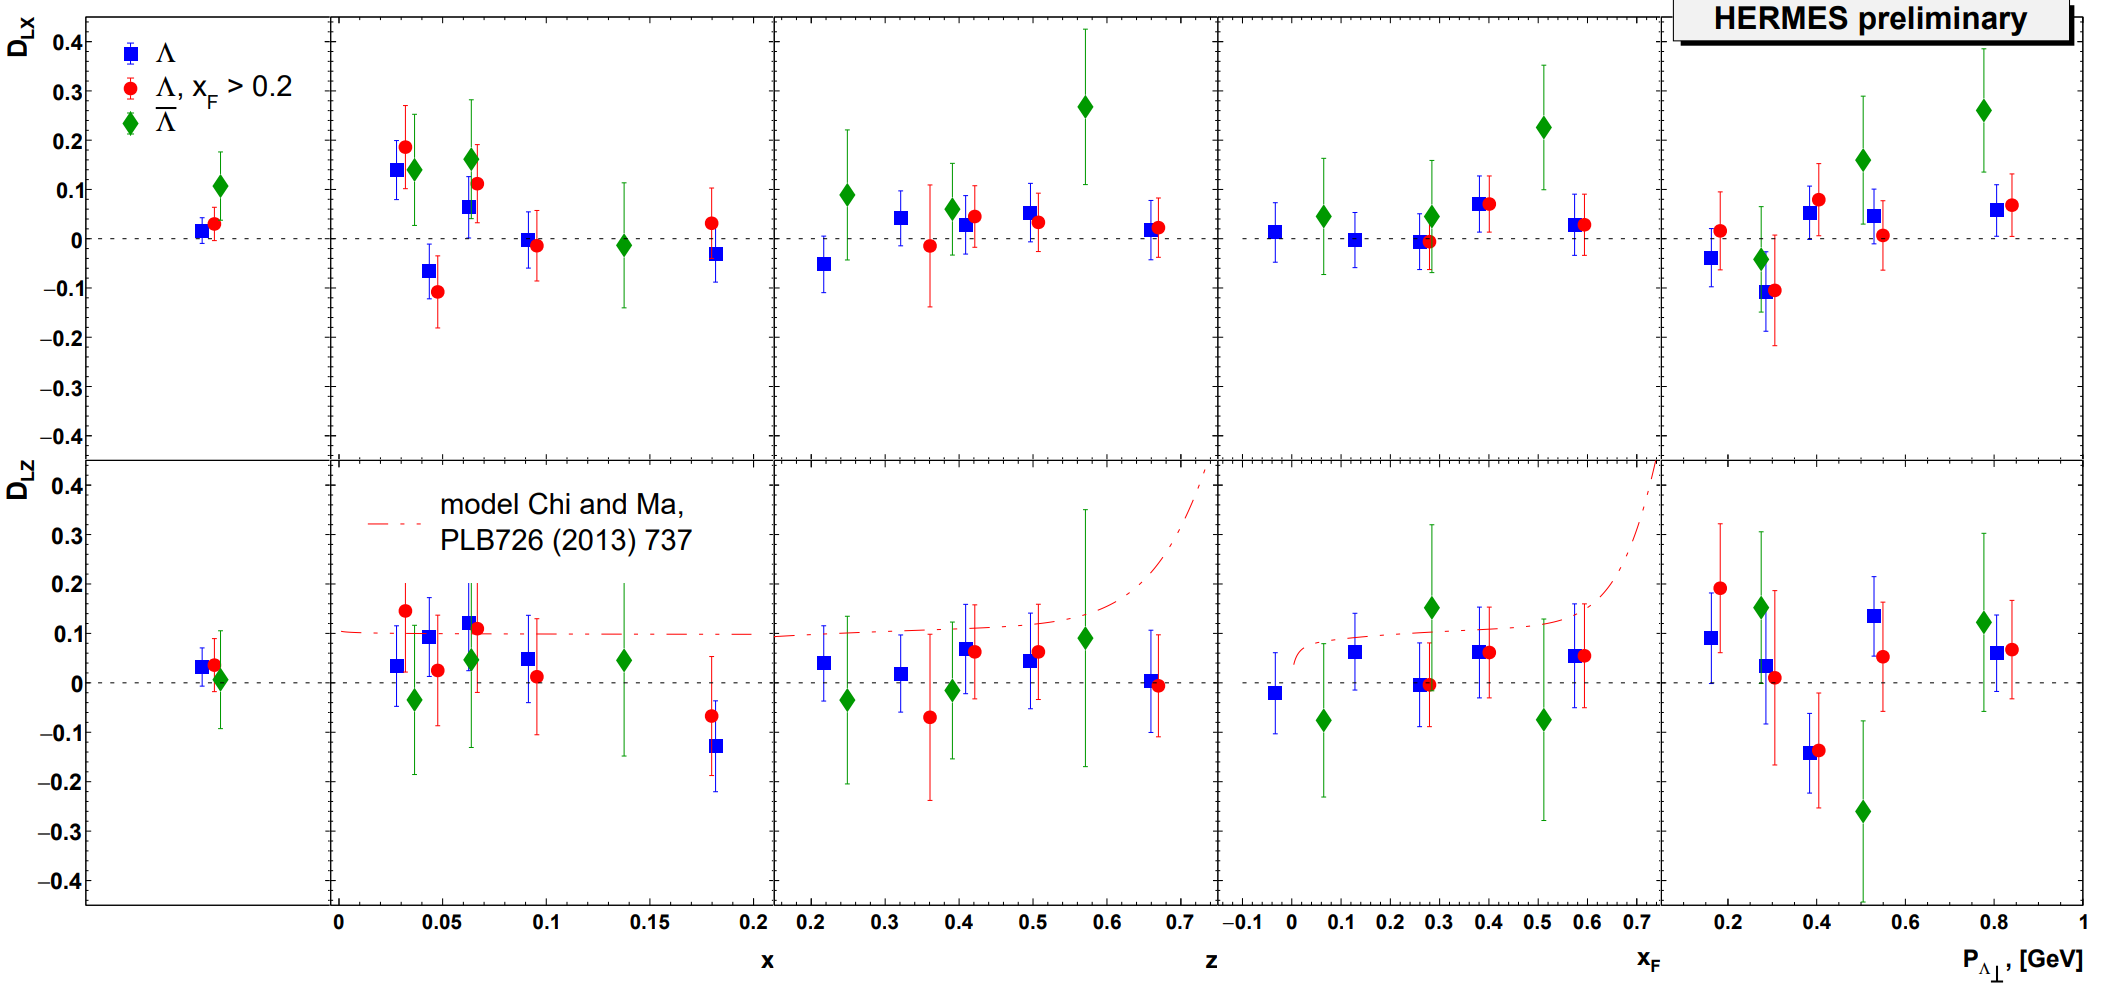 HERMES preliminary
D_LX
0.4
0.3
0.2
0.1
0
−0.1
−0.2
−0.3
−0.4
Λ
Λ, x_F > 0.2
Λ̅
D_LZ
0.4
0.3
0.2
0.1
0
−0.1
−0.2
−0.3
−0.4
model Chi and Ma,
PLB726 (2013) 737
0 0.05 0.1 0.15 0.2
x
0.2 0.3 0.4 0.5 0.6 0.7
z
−0.1 0 0.1 0.2 0.3 0.4 0.5 0.6 0.7
x_F
0.2 0.4 0.6 0.8 1
P_Λ⊥, [GeV]